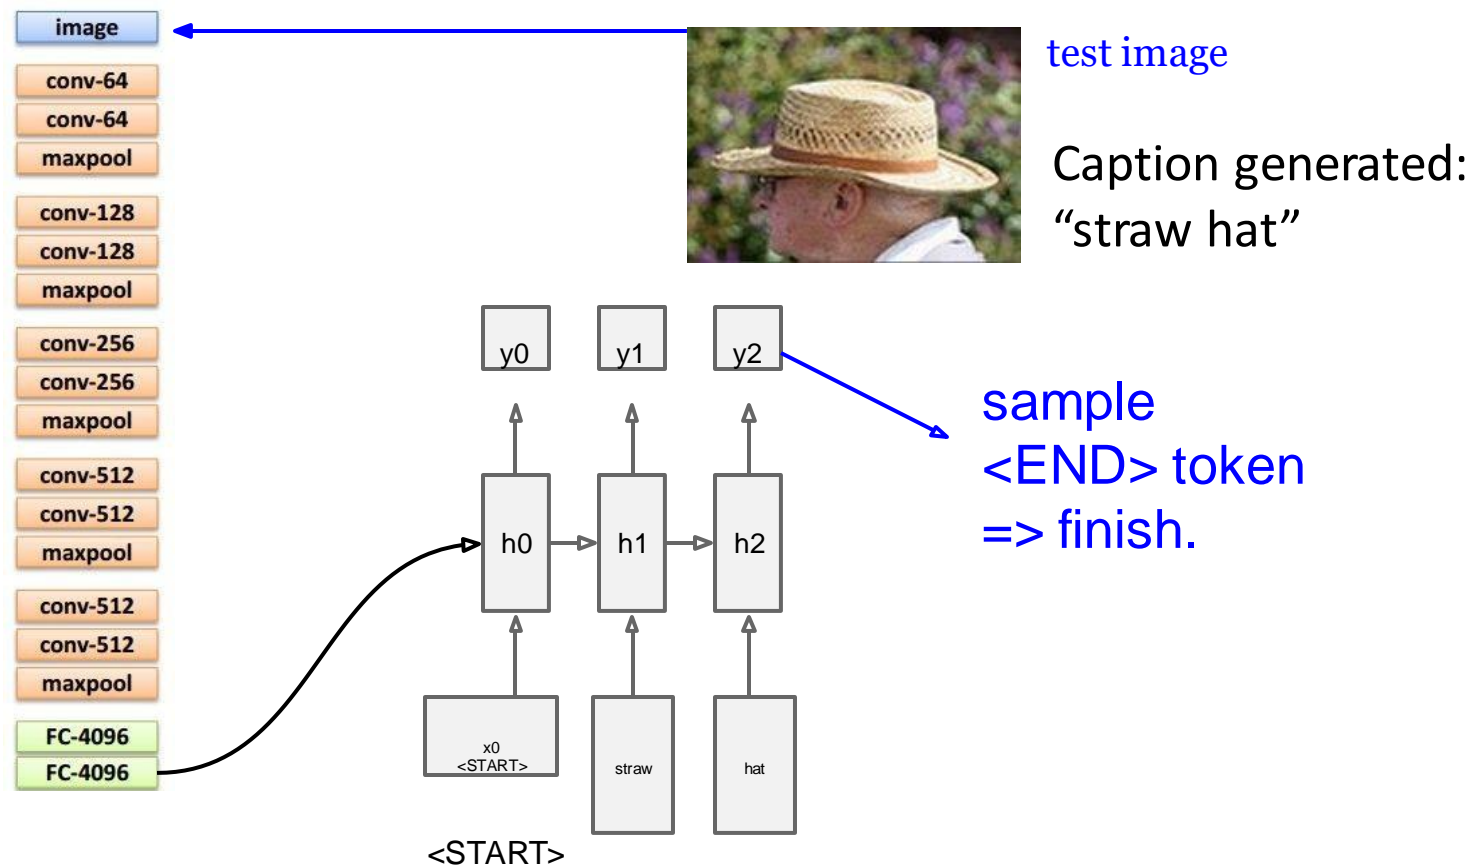 image
conv-64
conv-64
maxpool
conv-128
conv-128
maxpool
conv-256
conv-256
maxpool
conv-512
conv-512
maxpool
conv-512
conv-512
maxpool
FC-4096
FC-4096
test image
Caption generated:
“straw hat”
y0 y1 y2
sample
<END> token
=> finish.
h0 h1 h2
x0
<START>
straw
hat
<START>